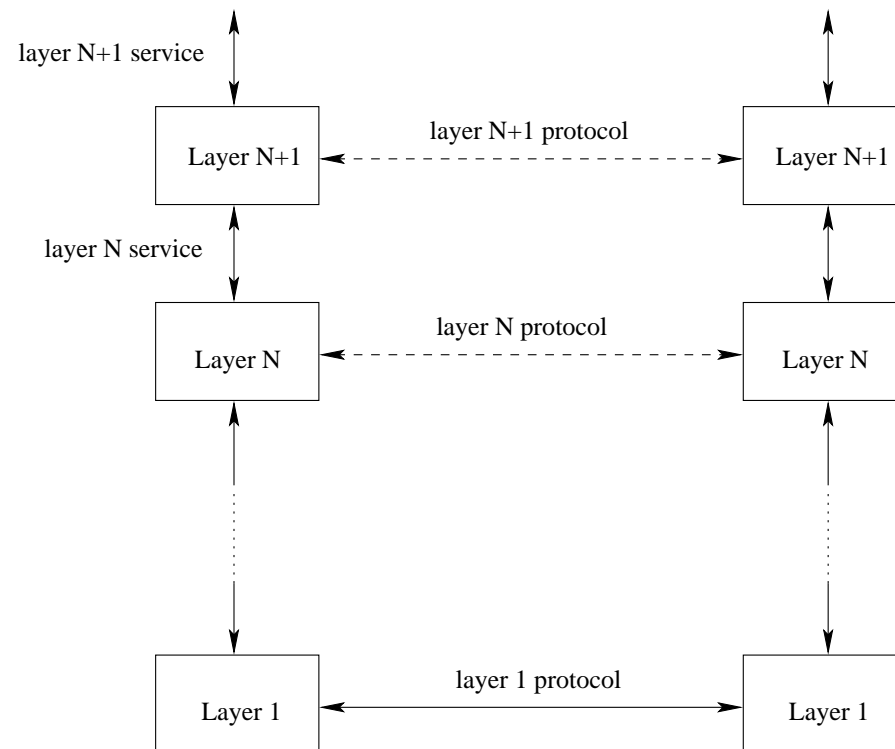 layer N+1 service
layer N+1 protocol
Layer N+1
Layer N+1
layer N service
layer N protocol
Layer N
Layer N
layer 1 protocol
Layer 1
Layer 1